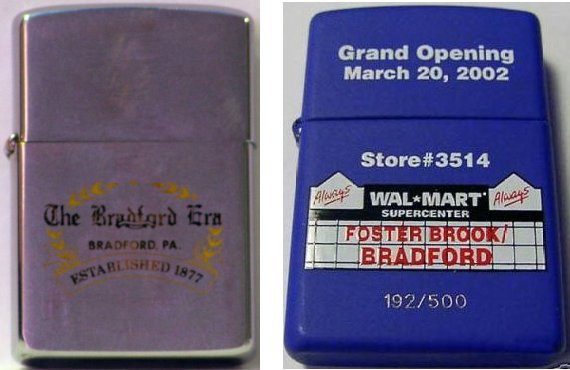 The Bradford Era
BRADFORD, PA.
ESTABLISHED 1877
Grand Opening
March 20, 2002
Store#3514
Always
WAL★MART
Always
SUPERCENTER
FOSTER BROOK/
BRADFORD
192/500